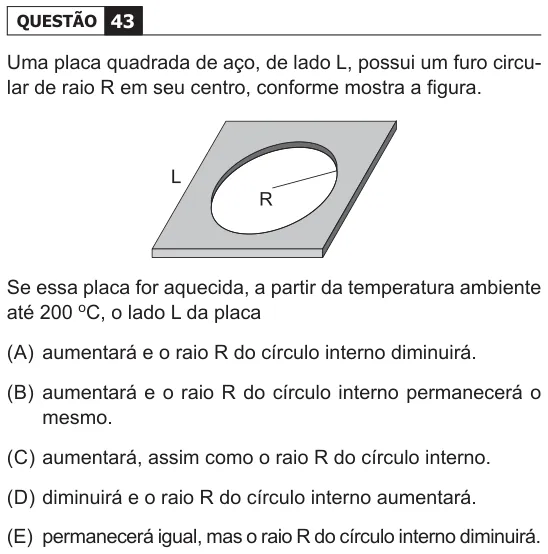 QUESTÃO 43
Uma placa quadrada de aço, de lado L, possui um furo circu-
lar de raio R em seu centro, conforme mostra a figura.
L
R
Se essa placa for aquecida, a partir da temperatura ambiente
até 200 ºC, o lado L da placa
(A) aumentará e o raio R do círculo interno diminuirá.
(B) aumentará e o raio R do círculo interno permanecerá o
mesmo.
(C) aumentará, assim como o raio R do círculo interno.
(D) diminuirá e o raio R do círculo interno aumentará.
(E) permanecerá igual, mas o raio R do círculo interno diminuirá.